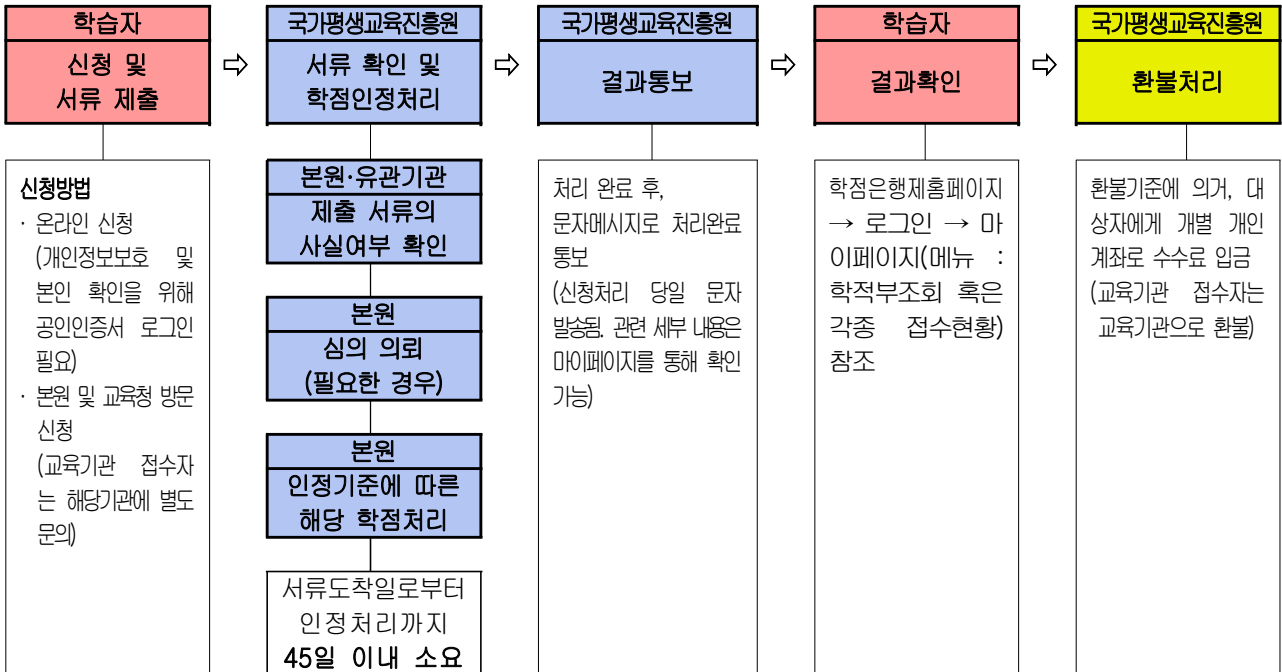 학습자
신청 및
서류 제출
⇨
국가평생교육진흥원
서류 확인 및
학점인정처리
⇨
국가평생교육진흥원
결과통보
⇨
학습자
결과확인
⇨
국가평생교육진흥원
환불처리
신청방법
· 온라인 신청
(개인정보보호 및
본인 확인을 위해
공인인증서 로그인
필요)
· 본원 및 교육청 방문
신청
(교육기관 접수자
는 해당기관에 별도
문의)
본원·유관기관
제출 서류의
사실여부 확인
본원
심의 의뢰
(필요한 경우)
본원
인정기준에 따른
해당 학점처리
서류도착일로부터
인정처리까지
45일 이내 소요
처리 완료 후,
문자메시지로 처리완료
통보
(신청처리 당일 문자
발송됨. 관련 세부 내용은
마이페이지를 통해 확인
가능)
학점은행제홈페이지
→ 로그인 → 마
이페이지(메뉴 :
학적부조회 혹은
각종 접수현황)
참조
환불기준에 의거, 대
상자에게 개별 개인
계좌로 수수료 입금
(교육기관 접수자는
교육기관으로 환불)